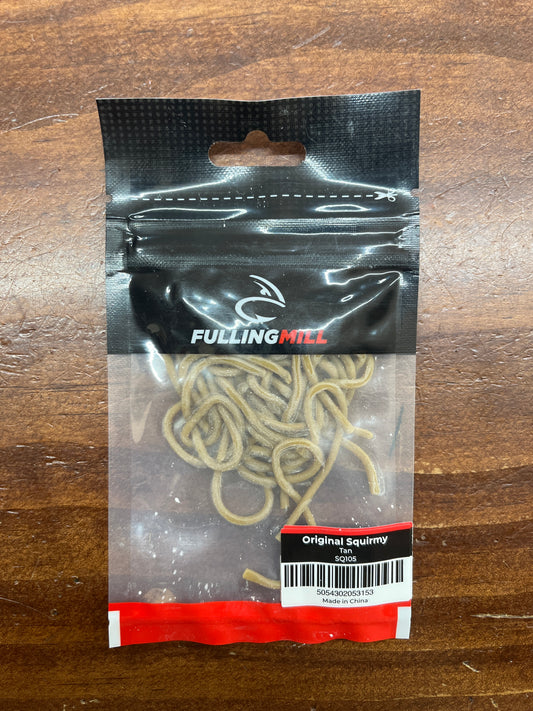 FULLINGMILL
Original Squirmy
Tan
SQ105
5054302053153
Made in China